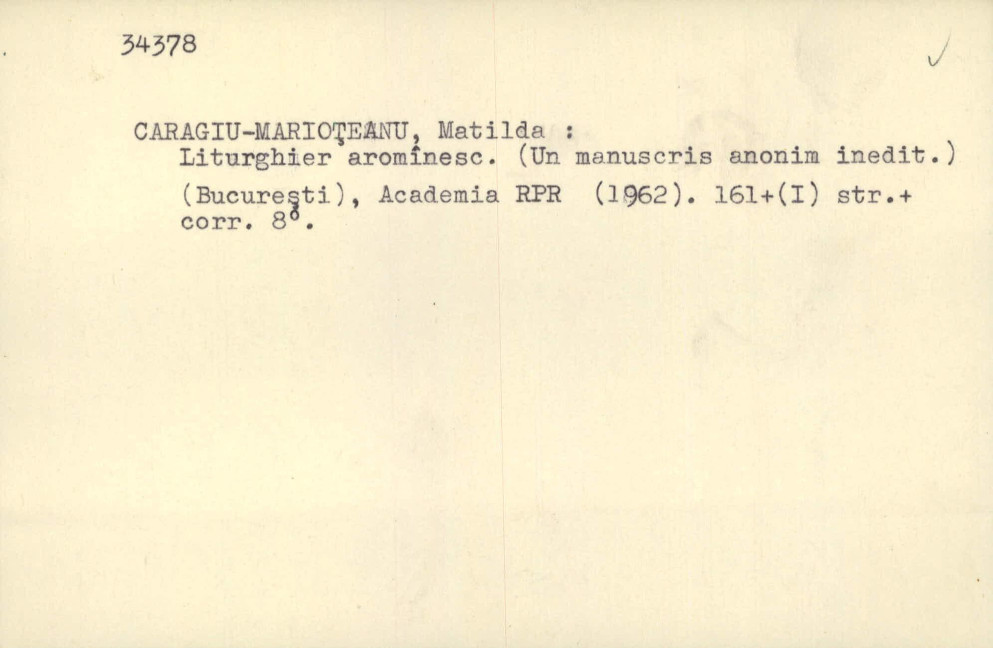 34378
CARAGIU-MARIOŢEANU, Matilda :
Liturghier aromînesc. (Un manuscris anonim inedit.)
(Bucureşti), Academia RPR (1962). 161+(I) str.+
corr. 8°.